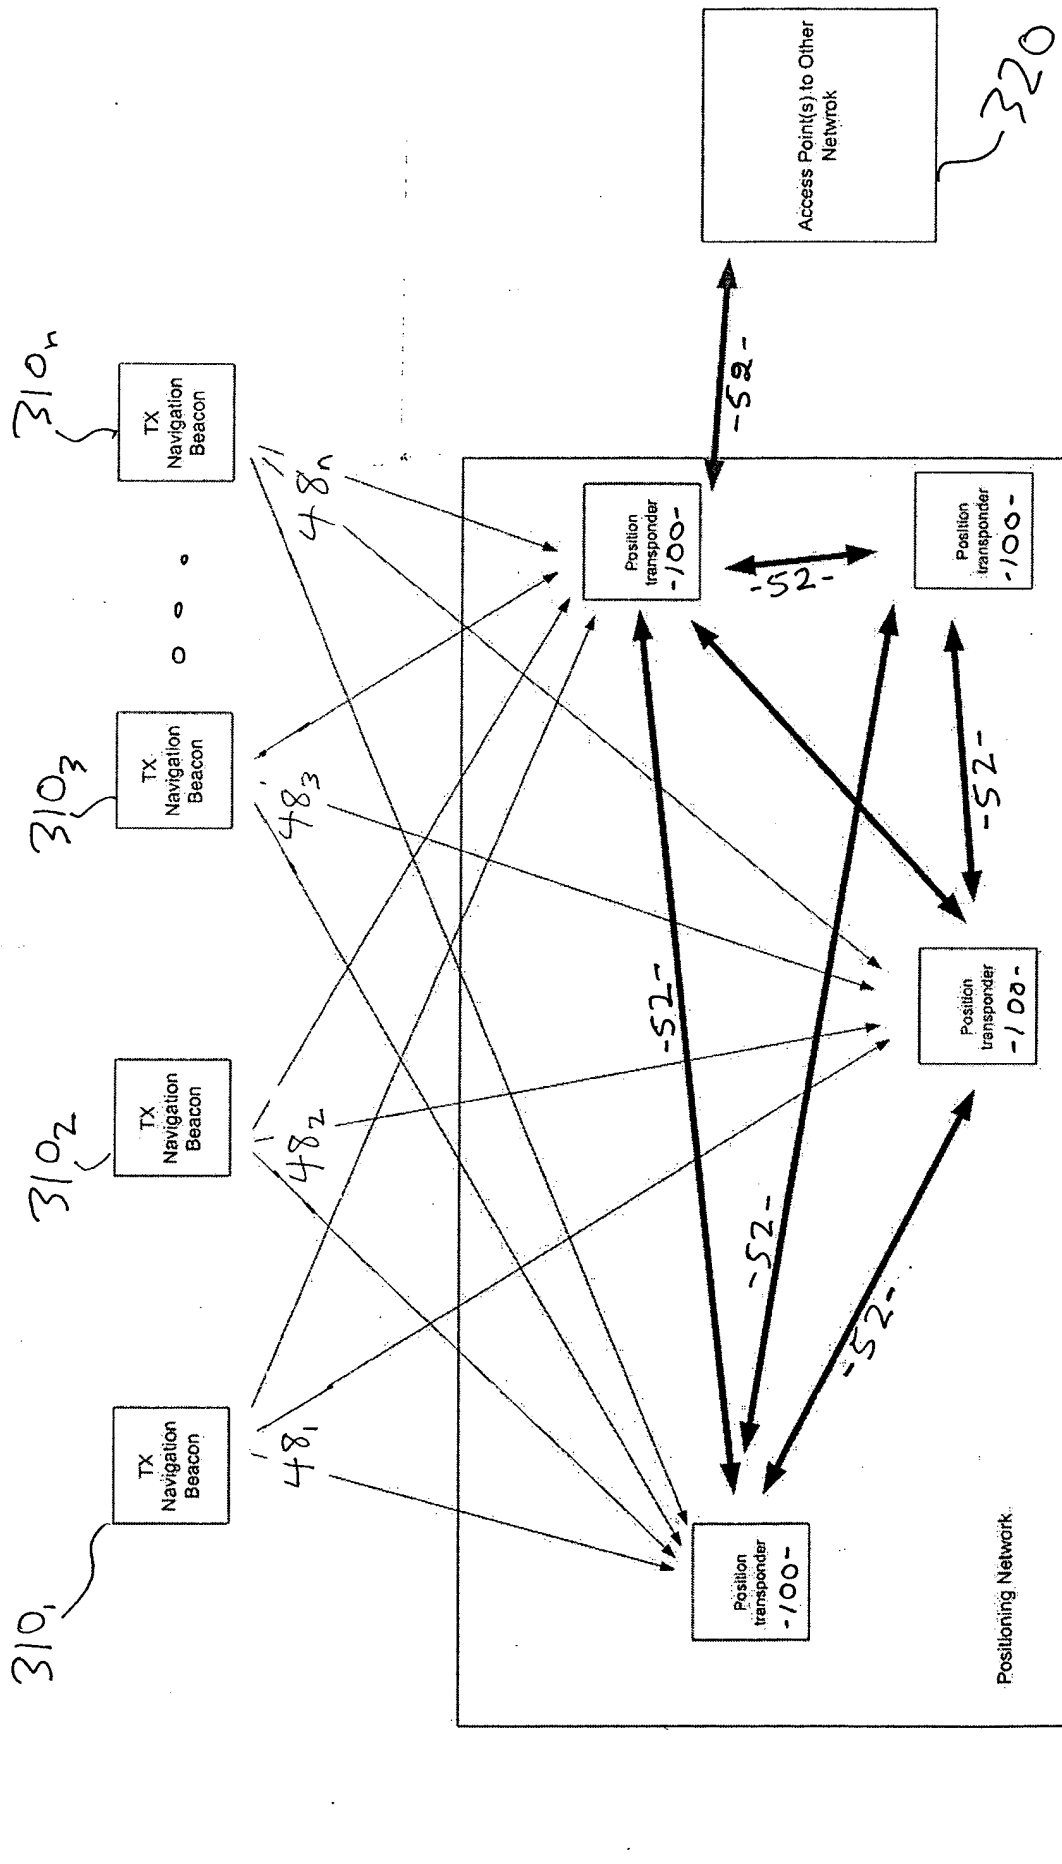 310₁
310₂
310₃
310ₙ
TX
Navigation
Beacon
TX
Navigation
Beacon
TX
Navigation
Beacon
TX
Navigation
Beacon
48₁
48₂
48₃
48ₙ
Position
transponder
-100-
Position
transponder
-100-
Position
transponder
-100-
Position
transponder
-100-
-52-
-52-
-52-
-52-
-52-
-52-
Access Point(s) to Other
Netwrok
320
Positioning Network